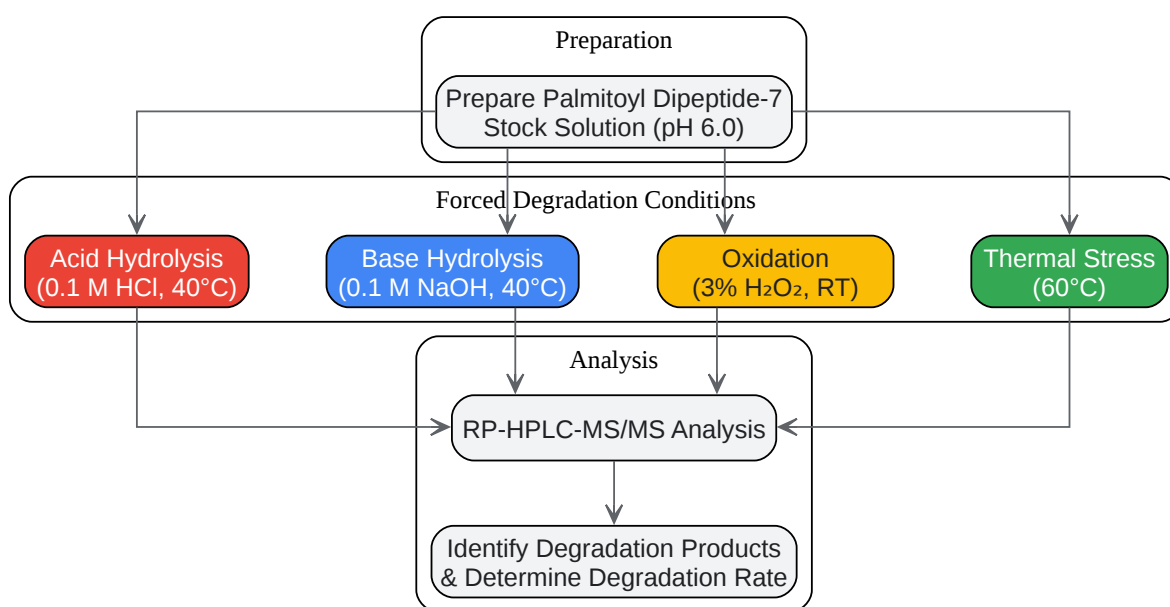 Preparation
Prepare Palmitoyl Dipeptide-7
Stock Solution (pH 6.0)
Forced Degradation Conditions
Acid Hydrolysis
(0.1 M HCl, 40°C)
Base Hydrolysis
(0.1 M NaOH, 40°C)
Oxidation
(3% H₂O₂, RT)
Thermal Stress
(60°C)
Analysis
RP-HPLC-MS/MS Analysis
Identify Degradation Products
& Determine Degradation Rate